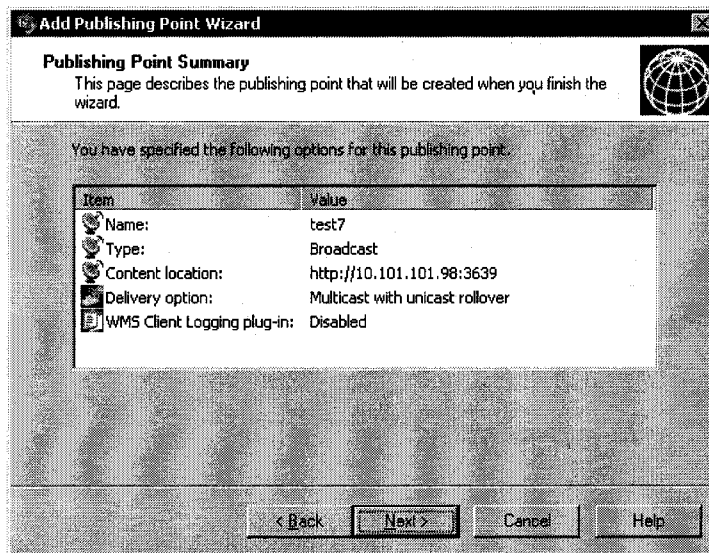 Add Publishing Point Wizard
Publishing Point Summary
This page describes the publishing point that will be created when you finish the
wizard.
You have specified the following options for this publishing point.
Item Value
Name: test7
Type: Broadcast
Content location: http://10.101.101.98:3639
Delivery option: Multicast with unicast rollover
WMS Client Logging plug-in: Disabled
< Back Next > Cancel Help